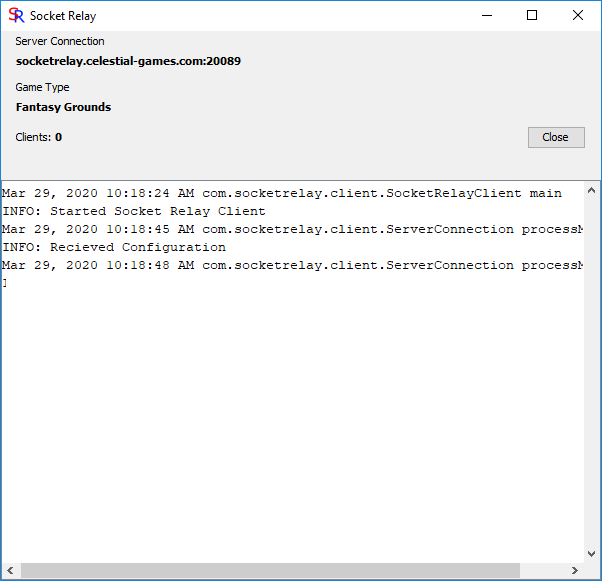 SR Socket Relay
Server Connection
socketrelay.celestial-games.com:20089
Game Type
Fantasy Grounds
Clients: 0
Close
Mar 29, 2020 10:18:24 AM com.socketrelay.client.SocketRelayClient main
INFO: Started Socket Relay Client
Mar 29, 2020 10:18:45 AM com.socketrelay.client.ServerConnection processM
INFO: Recieved Configuration
Mar 29, 2020 10:18:48 AM com.socketrelay.client.ServerConnection processM